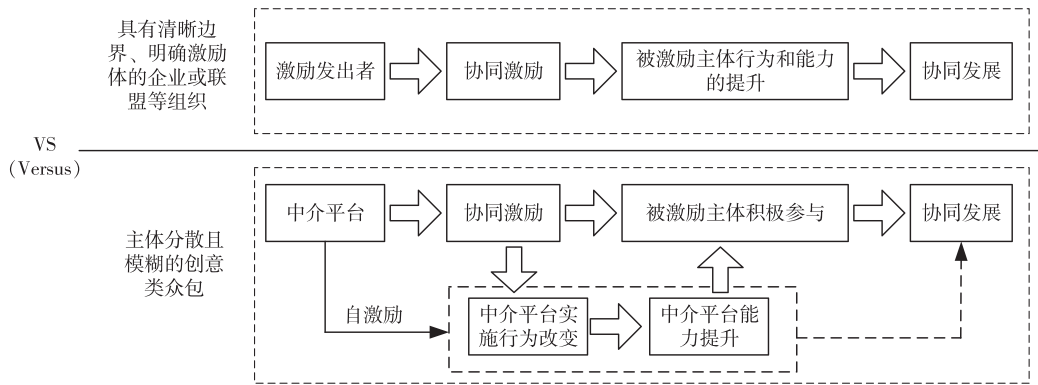 具有清晰边
界、明确激励
体的企业或联
盟等组织
激励发出者
协同激励
被激励主体行为和能力
的提升
协同发展
VS
(Versus)
中介平台
协同激励
被激励主体积极参与
协同发展
主体分散且
模糊的创意
类众包
自激励
中介平台实
施行为改变
中介平台能
力提升